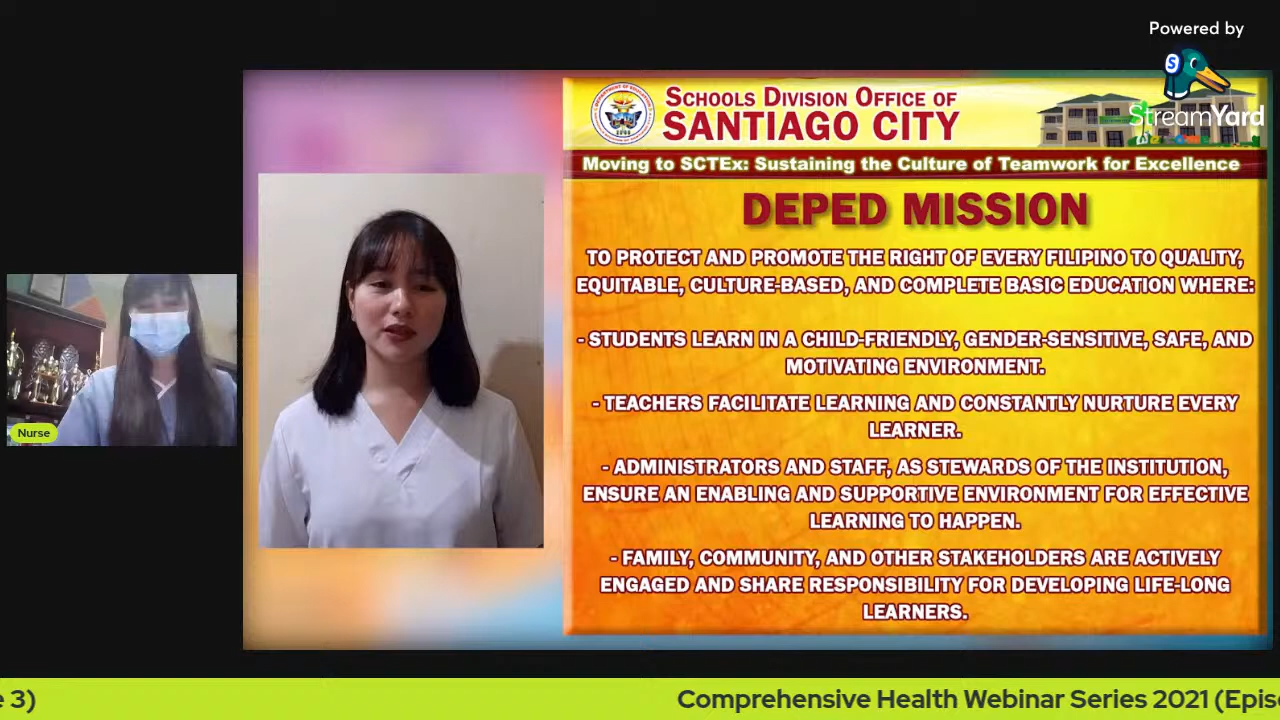 Powered by
StreamYard
SCHOOLS DIVISION OFFICE OF
SANTIAGO CITY
Moving to SCTEx: Sustaining the Culture of Teamwork for Excellence
DEPED MISSION
TO PROTECT AND PROMOTE THE RIGHT OF EVERY FILIPINO TO QUALITY,
EQUITABLE, CULTURE-BASED, AND COMPLETE BASIC EDUCATION WHERE:
- STUDENTS LEARN IN A CHILD-FRIENDLY, GENDER-SENSITIVE, SAFE, AND
MOTIVATING ENVIRONMENT.
- TEACHERS FACILITATE LEARNING AND CONSTANTLY NURTURE EVERY
LEARNER.
- ADMINISTRATORS AND STAFF, AS STEWARDS OF THE INSTITUTION,
ENSURE AN ENABLING AND SUPPORTIVE ENVIRONMENT FOR EFFECTIVE
LEARNING TO HAPPEN.
- FAMILY, COMMUNITY, AND OTHER STAKEHOLDERS ARE ACTIVELY
ENGAGED AND SHARE RESPONSIBILITY FOR DEVELOPING LIFE-LONG
LEARNERS.
Nurse
e 3)
Comprehensive Health Webinar Series 2021 (Epis